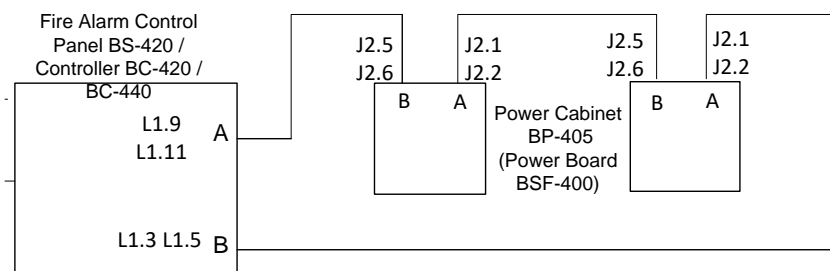 Fire Alarm Control
Panel BS-420 /
Controller BC-420 /
BC-440
L1.9
L1.11
A
L1.3 L1.5 B
J2.5 J2.1
J2.6 J2.2
B A
Power Cabinet
BP-405
(Power Board
BSF-400)
J2.5 J2.1
J2.6 J2.2
B A